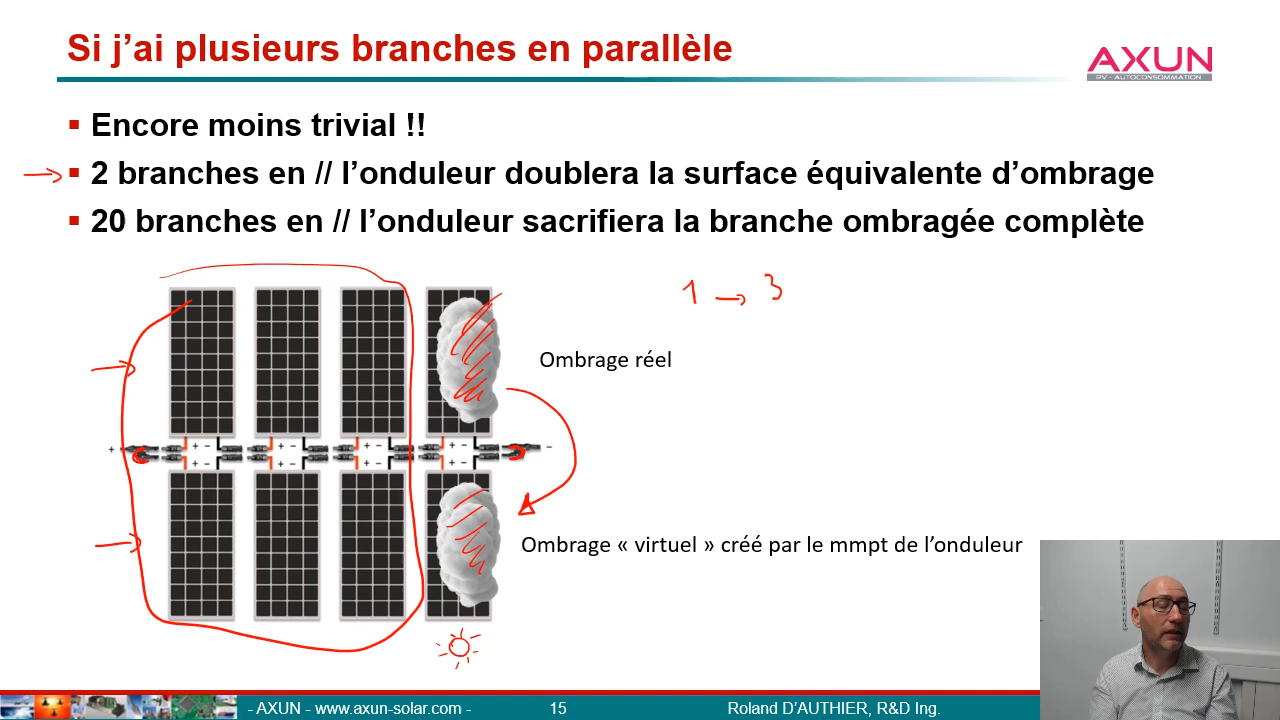 Si j'ai plusieurs branches en parallèle
AXUN
PV - AUTOCONSOMMATION
Encore moins trivial !!
2 branches en // l'onduleur doublera la surface équivalente d'ombrage
20 branches en // l'onduleur sacrifiera la branche ombragée complète
1 → 3
Ombrage réel
+ + − + − + − + − −
+ − + − + − + −
Ombrage « virtuel » créé par le mmpt de l'onduleur
- AXUN - www.axun-solar.com -
15
Roland D'AUTHIER, R&D Ing.